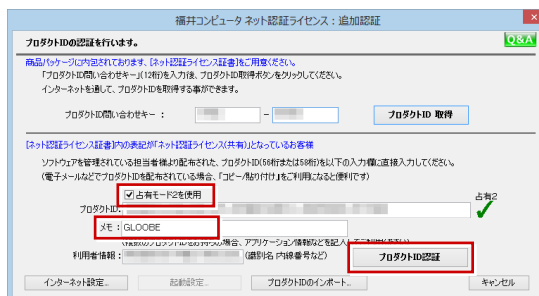 福井コンピュータ ネット認証ライセンス：追加認証
プロダクトIDの認証を行います。
Q&A
商品パッケージに内包されております、[ネット認証ライセンス証書]をご用意ください。
「プロダクトID問い合わせキー」(12桁)を入力後、プロダクトID取得ボタンをクリックしてください。
インターネットを通して、プロダクトIDを取得する事ができます。
プロダクトID問い合わせキー：
－
プロダクトID 取得
[ネット認証ライセンス証書]内の表記が「ネット認証ライセンス(共有)」となっているお客様
ソフトウェアを管理されている担当者様より配布された、プロダクトID(56桁または58桁)を以下の入力欄に直接入力してください。
(電子メールなどでプロダクトIDを配布されている場合、「コピー/貼り付け」をご利用になると便利です)
占有モード2を使用
占有2
プロダクトID:
メモ：GLOOBE
利用者情報：
(識別名 内線番号など)
プロダクトID認証
インターネット設定...
起動設定...
プロダクトIDのインポート...
キャンセル